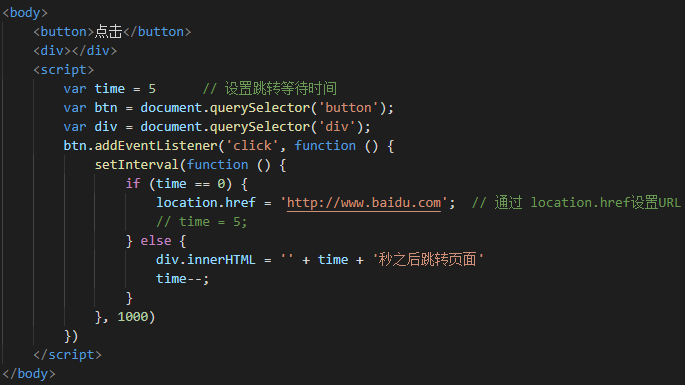 <body>
    <button>点击</button>
    <div></div>
    <script>
        var time = 5      // 设置跳转等待时间
        var btn = document.querySelector('button');
        var div = document.querySelector('div');
        btn.addEventListener('click', function () {
            setInterval(function () {
                if (time == 0) {
                    location.href = 'http://www.baidu.com';  // 通过 location.href设置URL
                    // time = 5;
                } else {
                    div.innerHTML = '' + time + '秒之后跳转页面'
                    time--;
                }
            }, 1000)
        })
    </script>
</body>